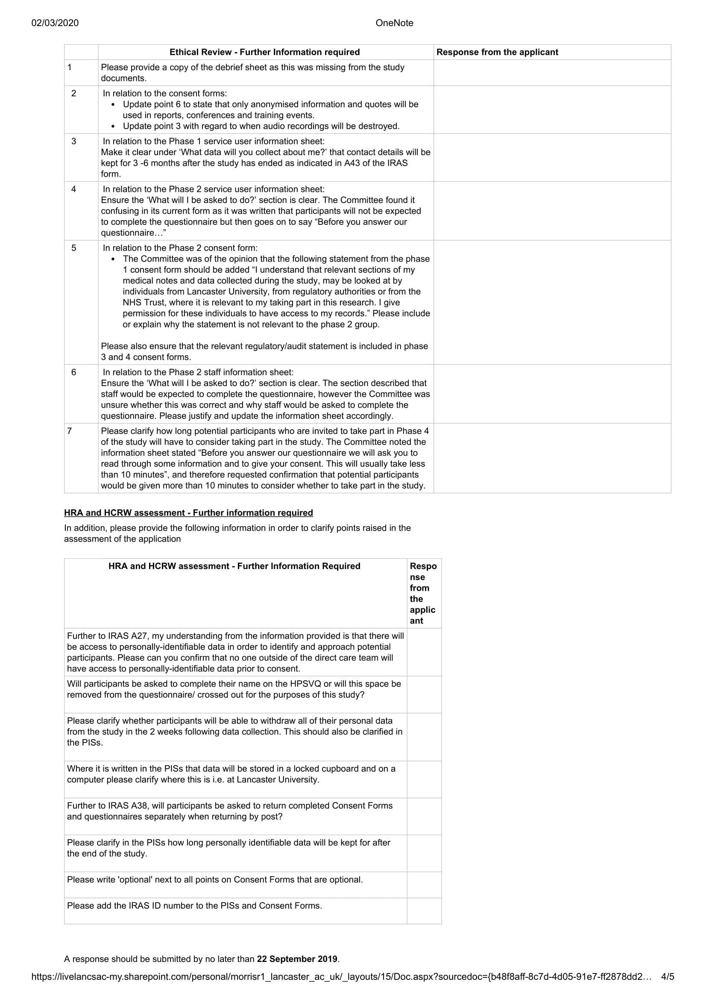 02/03/2020 OneNote
Ethical Review - Further Information required Response from the applicant
1 Please provide a copy of the debrief sheet as this was missing from the study
documents.
2 In relation to the consent forms:
• Update point 6 to state that only anonymised information and quotes will be
used in reports, conferences and training events.
• Update point 3 with regard to when audio recordings will be destroyed.
3 In relation to the Phase 1 service user information sheet:
Make it clear under ‘What data will you collect about me?’ that contact details will be
kept for 3 -6 months after the study has ended as indicated in A43 of the IRAS
form.
4 In relation to the Phase 2 service user information sheet:
Ensure the ‘What will I be asked to do?’ section is clear. The Committee found it
confusing in its current form as it was written that participants will not be expected
to complete the questionnaire but then goes on to say “Before you answer our
questionnaire…”
5 In relation to the Phase 2 consent form:
• The Committee was of the opinion that the following statement from the phase
1 consent form should be added “I understand that relevant sections of my
medical notes and data collected during the study, may be looked at by
individuals from Lancaster University, from regulatory authorities or from the
NHS Trust, where it is relevant to my taking part in this research. I give
permission for these individuals to have access to my records.” Please include
or explain why the statement is not relevant to the phase 2 group.
Please also ensure that the relevant regulatory/audit statement is included in phase
3 and 4 consent forms.
6 In relation to the Phase 2 staff information sheet:
Ensure the ‘What will I be asked to do?’ section is clear. The section described that
staff would be expected to complete the questionnaire, however the Committee was
unsure whether this was correct and why staff would be asked to complete the
questionnaire. Please justify and update the information sheet accordingly.
7 Please clarify how long potential participants who are invited to take part in Phase 4
of the study will have to consider taking part in the study. The Committee noted the
information sheet stated “Before you answer our questionnaire we will ask you to
read through some information and to give your consent. This will usually take less
than 10 minutes”, and therefore requested confirmation that potential participants
would be given more than 10 minutes to consider whether to take part in the study.
HRA and HCRW assessment - Further information required
In addition, please provide the following information in order to clarify points raised in the
assessment of the application
HRA and HCRW assessment - Further Information Required Respo
nse
from
the
applic
ant
Further to IRAS A27, my understanding from the information provided is that there will
be access to personally-identifiable data in order to identify and approach potential
participants. Please can you confirm that no one outside of the direct care team will
have access to personally-identifiable data prior to consent.
Will participants be asked to complete their name on the HPSVQ or will this space be
removed from the questionnaire/ crossed out for the purposes of this study?
Please clarify whether participants will be able to withdraw all of their personal data
from the study in the 2 weeks following data collection. This should also be clarified in
the PISs.
Where it is written in the PISs that data will be stored in a locked cupboard and on a
computer please clarify where this is i.e. at Lancaster University.
Further to IRAS A38, will participants be asked to return completed Consent Forms
and questionnaires separately when returning by post?
Please clarify in the PISs how long personally identifiable data will be kept for after
the end of the study.
Please write 'optional' next to all points on Consent Forms that are optional.
Please add the IRAS ID number to the PISs and Consent Forms.
A response should be submitted by no later than 22 September 2019.
https://livelancsac-my.sharepoint.com/personal/morrisr1_lancaster_ac_uk/_layouts/15/Doc.aspx?sourcedoc={b48f8aff-8c7d-4d05-91e7-ff2878dd2… 4/5